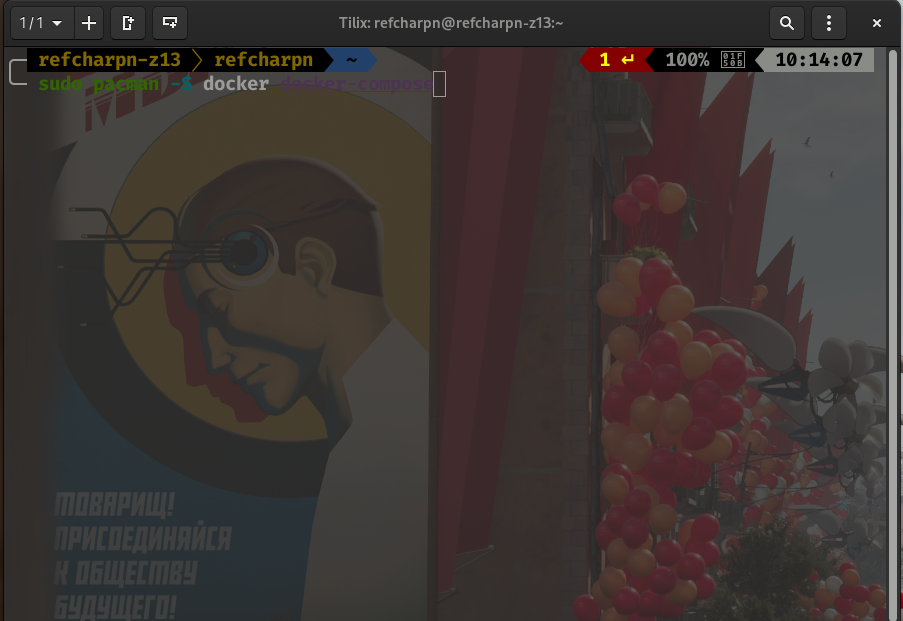 1 / 1
Tilix: refcharpn@refcharpn-z13:~
refcharpn-z13 refcharpn ~ 1 ↵ 100% 01F50B 10:14:07
sudo pacman -S docker docker-compose
ТОВАРИЩ!
ПРИСОЕДИНЯЙСЯ
К ОБЩЕСТВУ
БУДУЩЕГО!